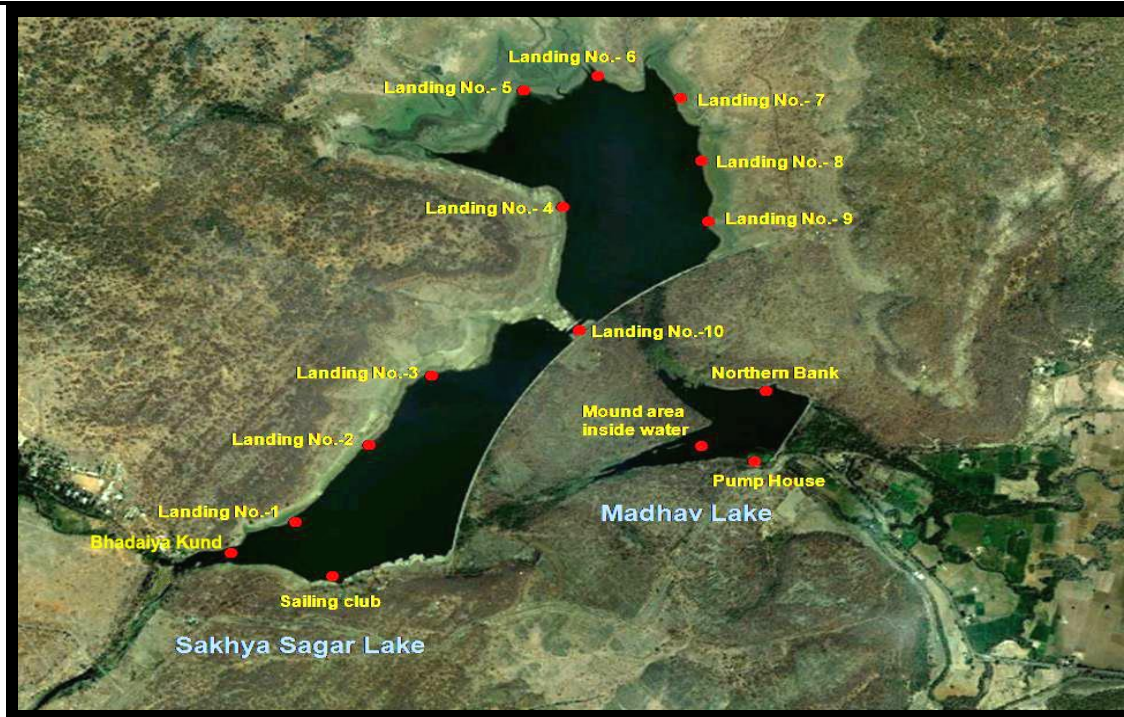 Landing No.- 6
Landing No.- 5
Landing No.- 7
Landing No.- 8
Landing No.- 4
Landing No.- 9
Landing No.-10
Landing No.-3
Northern Bank
Mound area
inside water
Landing No.-2
Pump House
Madhav Lake
Landing No.-1
Bhadaiya Kund
Sailing club
Sakhya Sagar Lake